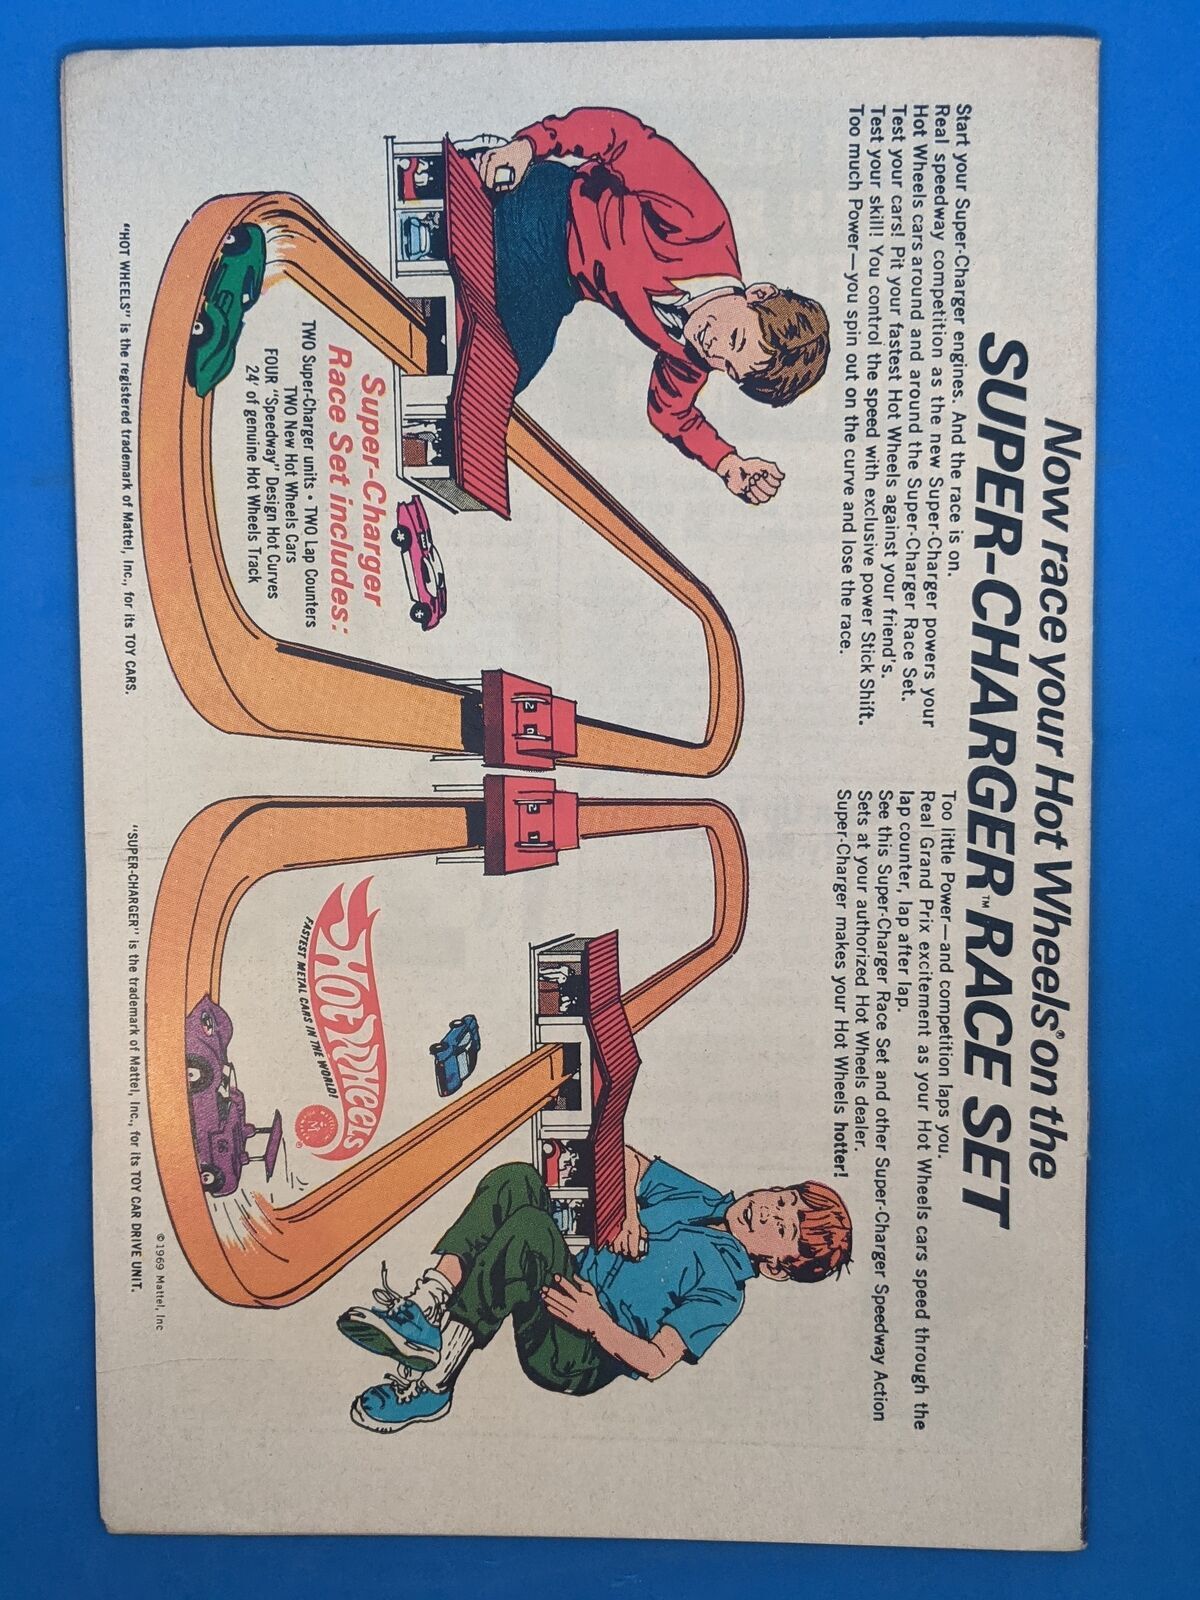 Now race your Hot Wheels® on the
SUPER-CHARGER™ RACE SET
Start your Super-Charger engines. And the race is on.
Real speedway competition as the new Super-Charger powers your
Hot Wheels cars around and around the Super-Charger Race Set.
Test your cars! Pit your fastest Hot Wheels against your friend's.
Test your skill! You control the speed with exclusive power Stick Shift.
Too much Power—you spin out on the curve and lose the race.
Too little Power—and competition laps you.
Real Grand Prix excitement as your Hot Wheels cars speed through the
lap counter, lap after lap.
See this Super-Charger Race Set and other Super-Charger Speedway Action
Sets at your authorized Hot Wheels dealer.
Super-Charger makes your Hot Wheels hotter!
Super-Charger
Race Set includes:
TWO Super-Charger units • TWO Lap Counters
TWO New Hot Wheels Cars
FOUR "Speedway" Design Hot Curves
24' of genuine Hot Wheels Track
2 0
2 1
HOT WHEELS
FASTEST METAL CARS IN THE WORLD!
®
"HOT WHEELS" is the registered trademark of Mattel, Inc., for its TOY CARS.
"SUPER-CHARGER" is the trademark of Mattel, Inc., for its TOY CAR DRIVE UNIT.
©1969 Mattel, Inc